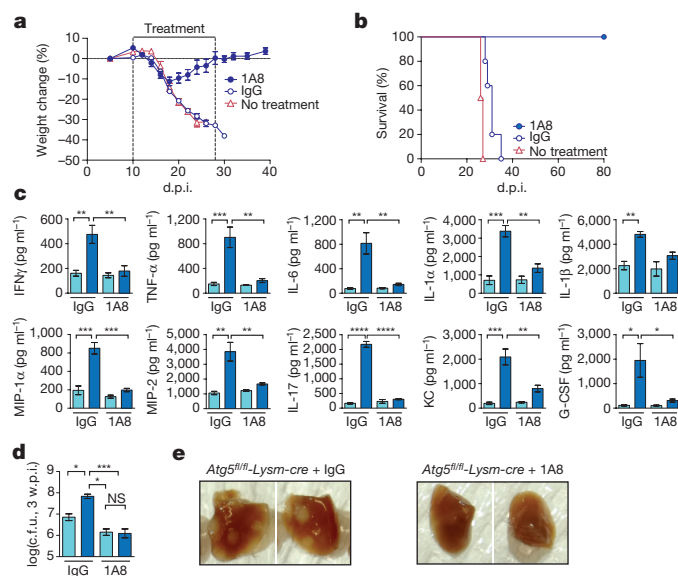 a
Treatment
Weight change (%)
10
0
−10
−20
−30
−40
−50
0 10 20 30 40
d.p.i.
1A8
IgG
No treatment
b
Survival (%)
100
80
60
40
20
0
0 20 40 60 80
d.p.i.
1A8
IgG
No treatment
c
IFNγ (pg ml−1)
600
400
200
0
** **
IgG 1A8
TNF-α (pg ml−1)
1,200
800
400
0
*** **
IgG 1A8
IL-6 (pg ml−1)
1,200
800
400
0
** **
IgG 1A8
IL-1α (pg ml−1)
4,000
3,000
2,000
1,000
0
*** **
IgG 1A8
IL-1β (pg ml−1)
6,000
4,000
2,000
0
**
IgG 1A8
MIP-1α (pg ml−1)
1,000
800
600
400
200
0
*** ***
IgG 1A8
MIP-2 (pg ml−1)
5,000
4,000
3,000
2,000
1,000
0
** **
IgG 1A8
IL-17 (pg ml−1)
2,500
2,000
1,500
1,000
500
0
**** ****
IgG 1A8
KC (pg ml−1)
3,000
2,000
1,000
0
*** **
IgG 1A8
G-CSF (pg ml−1)
3,000
2,000
1,000
0
* *
IgG 1A8
d
log(c.f.u., 3 w.p.i.)
9
8
7
6
5
* ***
*
NS
IgG 1A8
e
Atg5fl/fl-Lysm-cre + IgG
Atg5fl/fl-Lysm-cre + 1A8